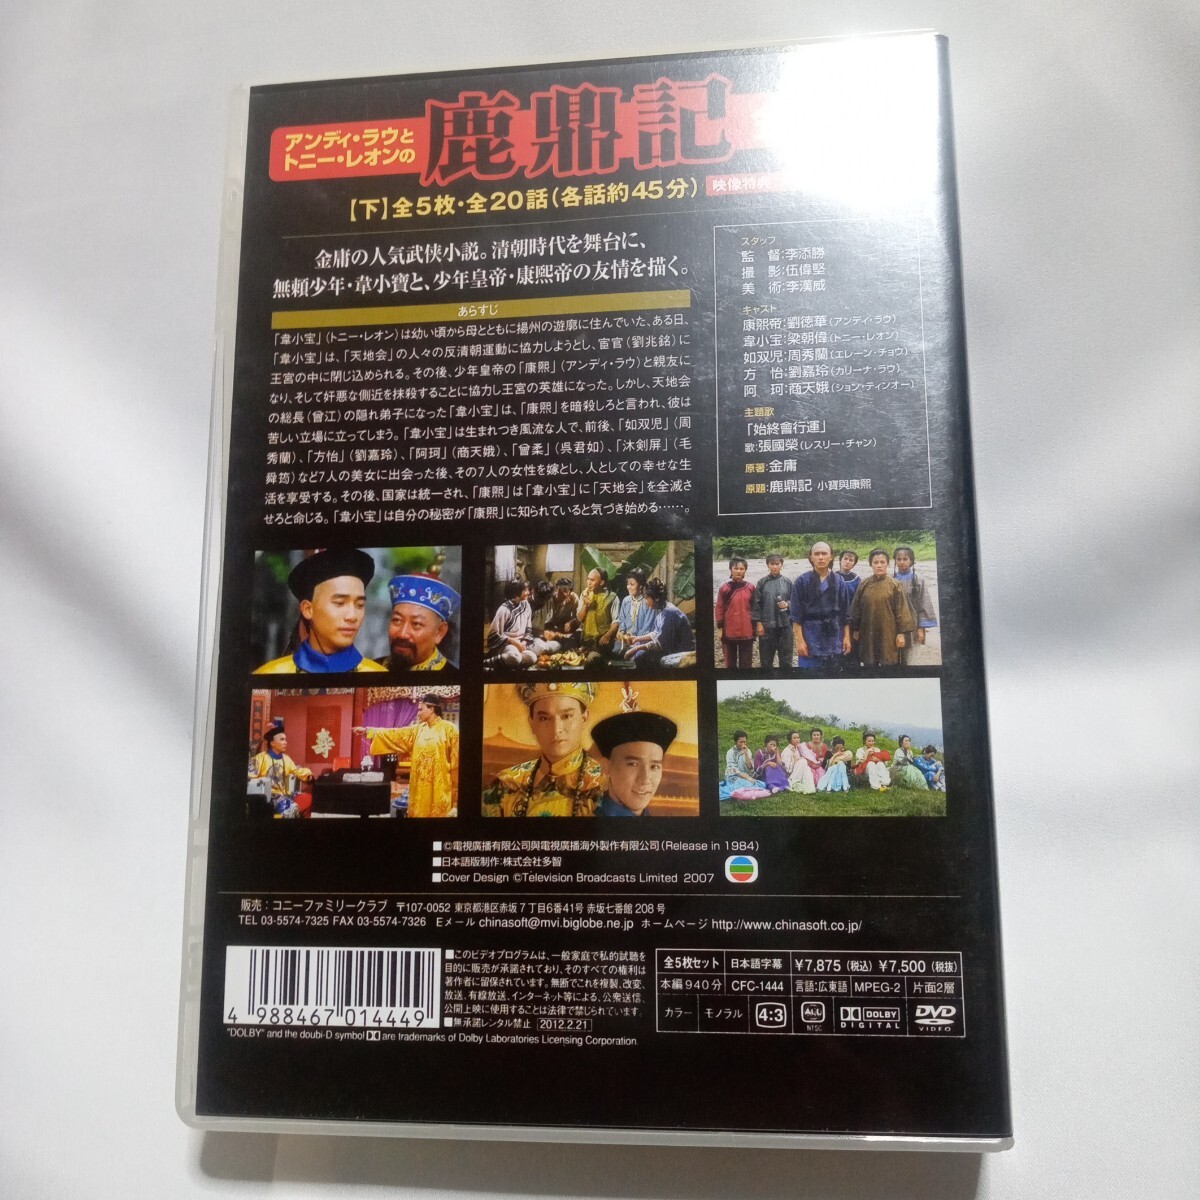 アンディ・ラウと
トニー・レオンの
鹿鼎記
【下】全5枚・全20話(各話約45分)
映像特典
金庸の人気武侠小説。清朝時代を舞台に、
無頼少年・韋小寶と、少年皇帝・康熙帝の友情を描く。
あらすじ
「韋小宝」(トニー・レオン)は幼い頃から母とともに揚州の遊廓に住んでいた、ある日、
「韋小宝」は、「天地会」の人々の反清朝運動に協力しようとし、宦官(劉兆銘)に
王宮の中に閉じ込められる。その後、少年皇帝の「康熙」(アンディ・ラウ)と親友に
なり、そして奸悪な側近を抹殺することに協力し王宮の英雄になった。しかし、天地会
の総長(曾江)の隠れ弟子になった「韋小宝」は、「康熙」を暗殺しろと言われ、彼は
苦しい立場に立ってしまう。「韋小宝」は生まれつき風流な人で、前後、「如双児」(周
秀蘭)、「方怡」(劉嘉玲)、「阿珂」(商天娥)、「曾柔」(呉君如)、「沐剣屏」(毛
舜筠)など7人の美女に出会った後、その7人の女性を嫁とし、人としての幸せな生
活を享受する。その後、国家は統一され、「康熙」は「韋小宝」に「天地会」を全滅さ
せろと命じる。「韋小宝」は自分の秘密が「康熙」に知られていると気づき始める……。
スタッフ
監 督:李添勝
撮 影:伍偉堅
美 術:李漢威
キャスト
康熙帝:劉徳華(アンディ・ラウ)
韋小宝:梁朝偉(トニー・レオン)
如双児:周秀蘭(エレーン・チョウ)
方 怡:劉嘉玲(カリーナ・ラウ)
阿 珂:商天娥(ション・ティンオー)
主題歌
「始終會行運」
歌:張國榮(レスリー・チャン)
原著:金庸
原題:鹿鼎記 小寶與康熙
壽
■©電視廣播有限公司與電視廣播海外製作有限公司(Release in 1984)
■日本語版制作:株式会社多智
■Cover Design ©Television Broadcasts Limited 2007
販売:コニーファミリークラブ 〒107-0052 東京都港区赤坂7丁目6番41号 赤坂七番館208号
TEL 03-5574-7325 FAX 03-5574-7326 Eメール chinasoft@mvi.biglobe.ne.jp ホームページ http://www.chinasoft.co.jp/
4 988467 014449
■このビデオプログラムは、一般家庭で私的試聴を
目的に販売が承諾されており、そのすべての権利は
著作者に留保されています。無断でこれを複製、改変、
放送、有線放送、インターネット等による、公衆送信、
公開上映に使用することは法律で禁じられています。
■無承諾レンタル禁止 2012.2.21
"DOLBY" and the doubl-D symbol are trademarks of Dolby Laboratories Licensing Corporation.
全5枚セット 日本語字幕 ¥7,875(税込) ¥7,500(税抜)
本編940分 CFC-1444 言語:広東語 MPEG-2 片面2層
カラー モノラル 4:3 ALL NTSC DOLBY DIGITAL DVD VIDEO